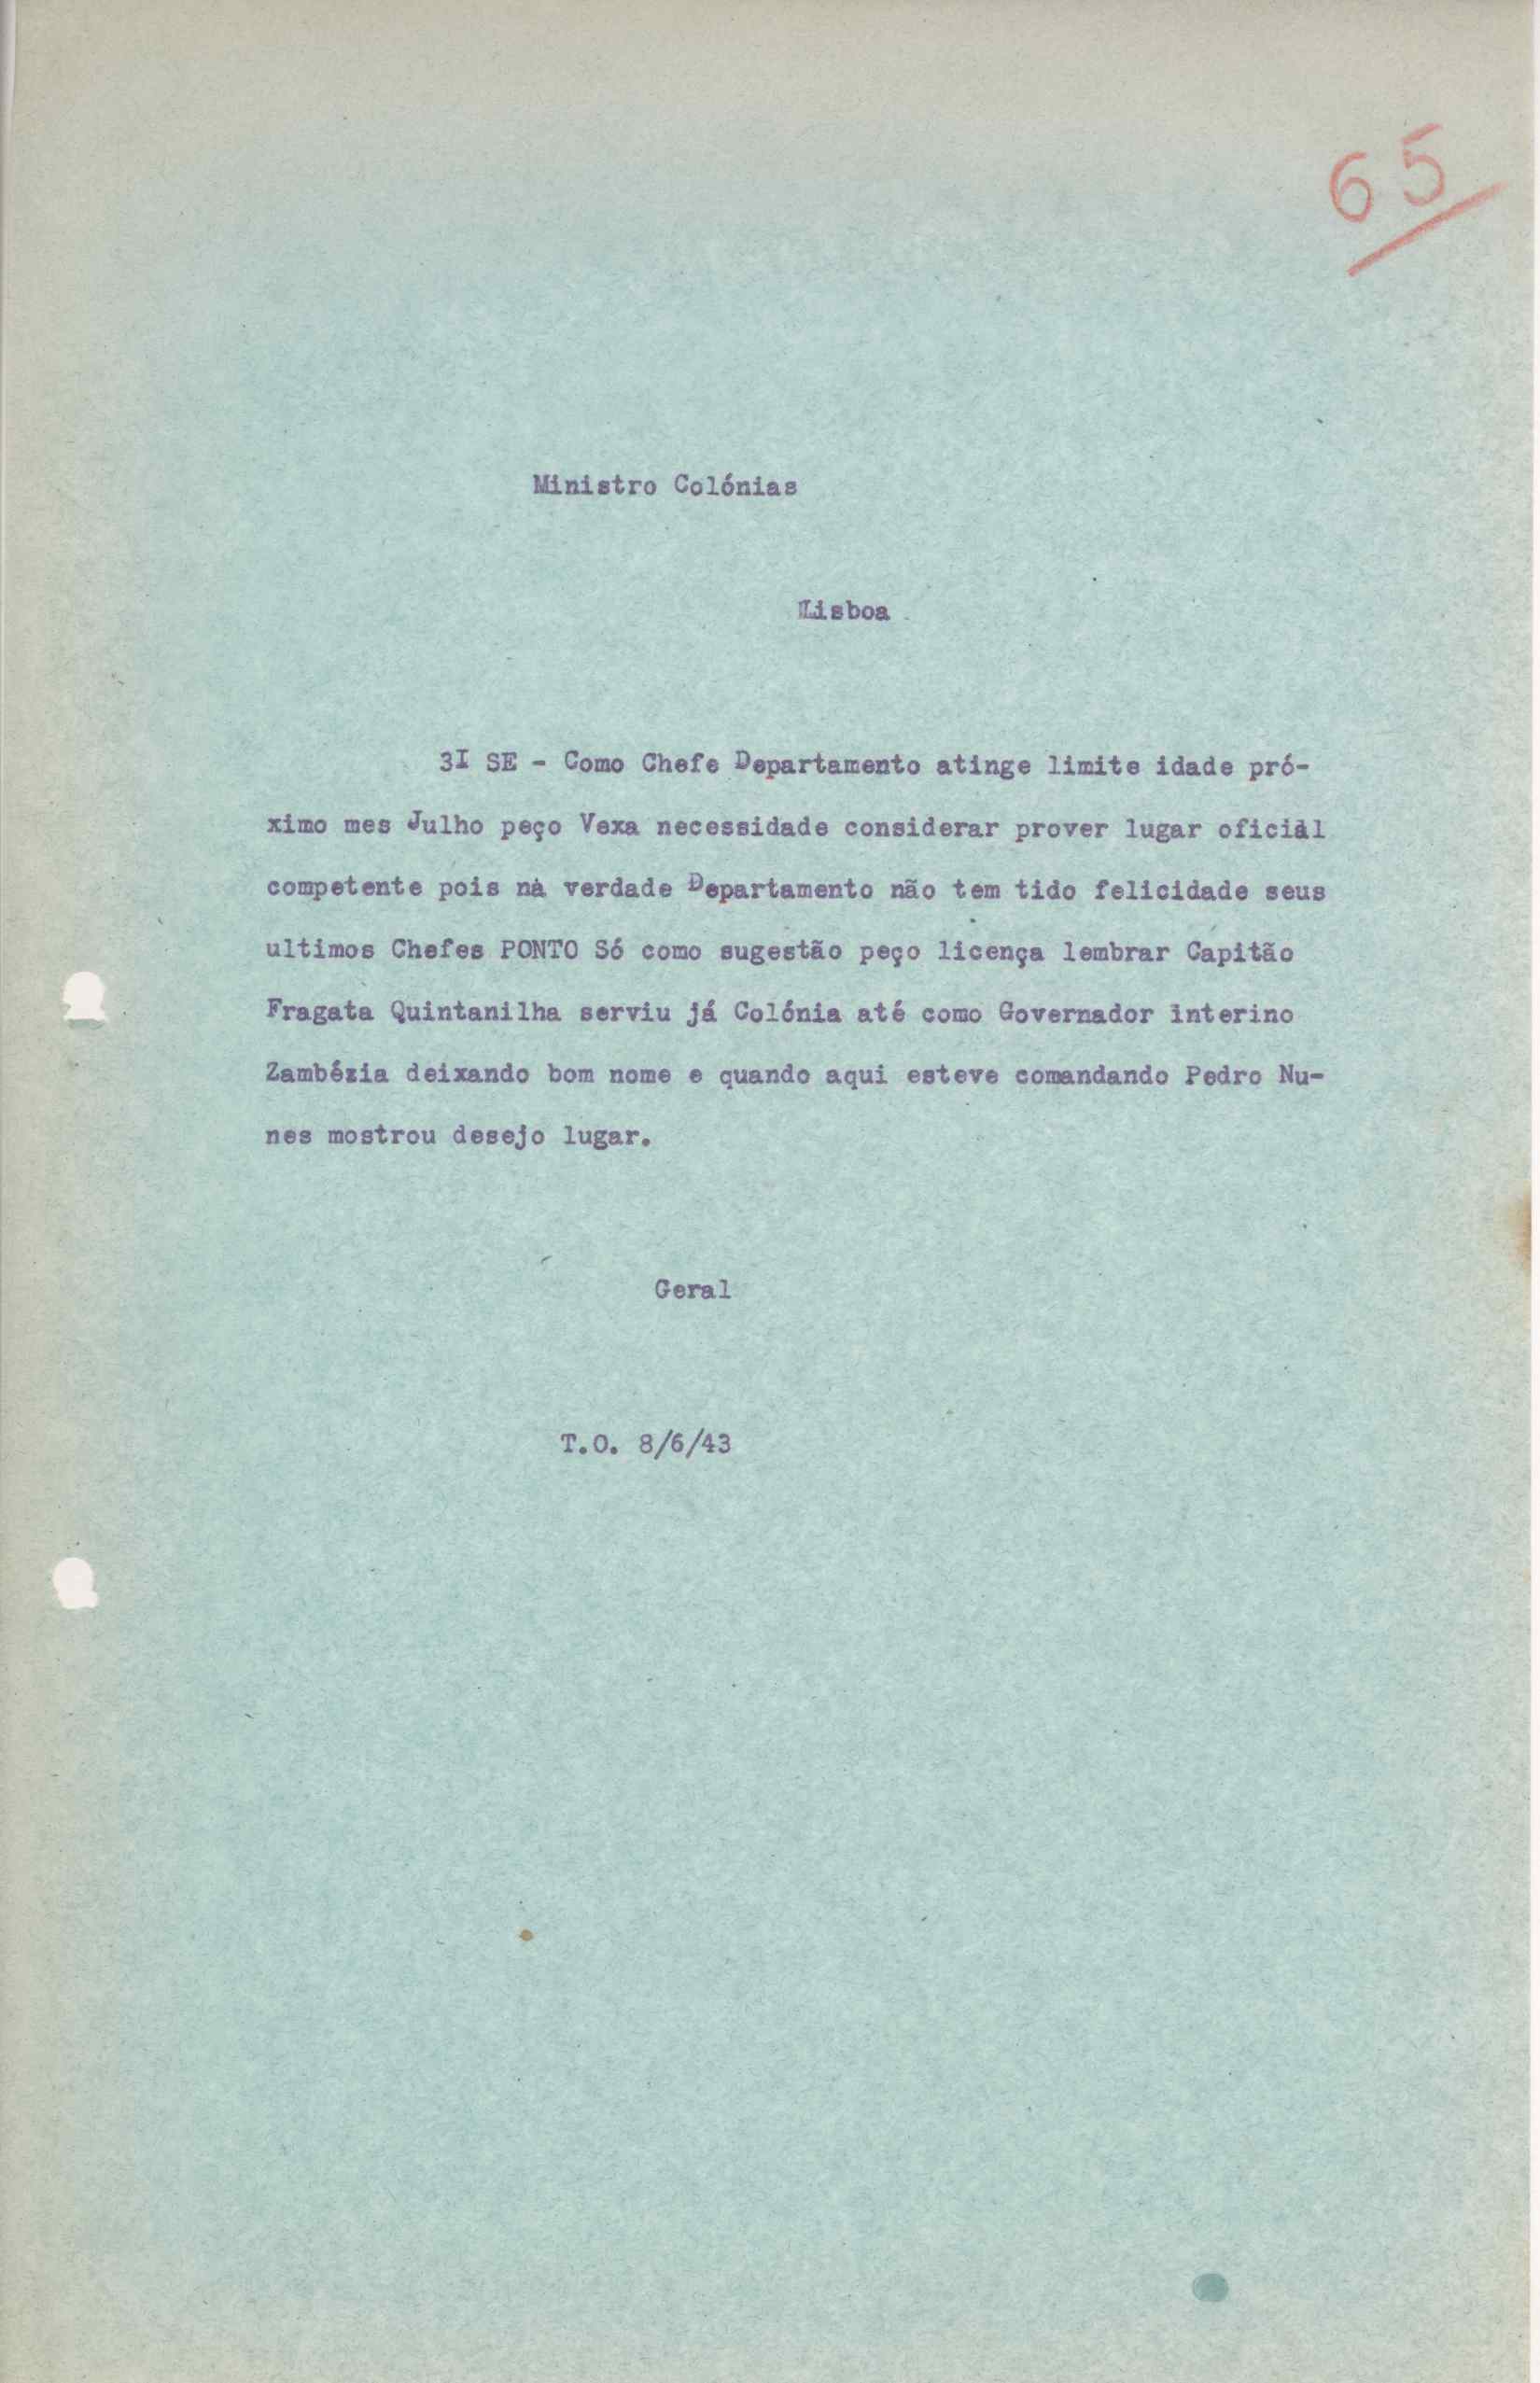 65
Ministro Colónias
Lisboa
3I SE - Como Chefe Departamento atinge limite idade pró-
ximo mes Julho peço Vexa necessidade considerar prover lugar oficial
competente pois na verdade Departamento não tem tido felicidade seus
ultimos Chefes PONTO Só como sugestão peço licença lembrar Capitão
Fragata Quintanilha serviu já Colónia até como Governador interino
Zambézia deixando bom nome e quando aqui esteve comandando Pedro Nu-
nes mostrou desejo lugar.
Geral
T.O. 8/6/43